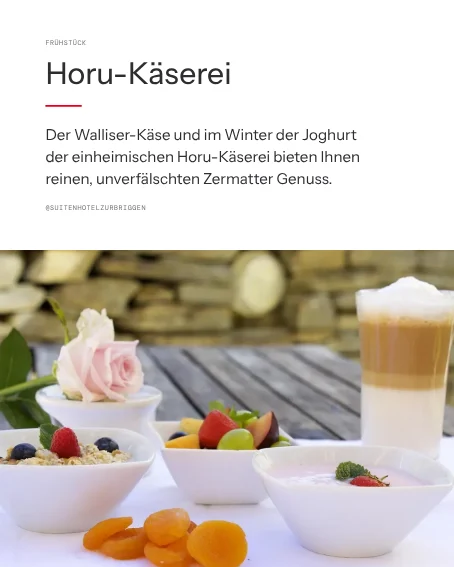 FRÜHSTÜCK
Horu-Käserei
Der Walliser-Käse und im Winter der Joghurt
der einheimischen Horu-Käserei bieten Ihnen
reinen, unverfälschten Zermatter Genuss.
@SUITENHOTELZURBRIGGEN